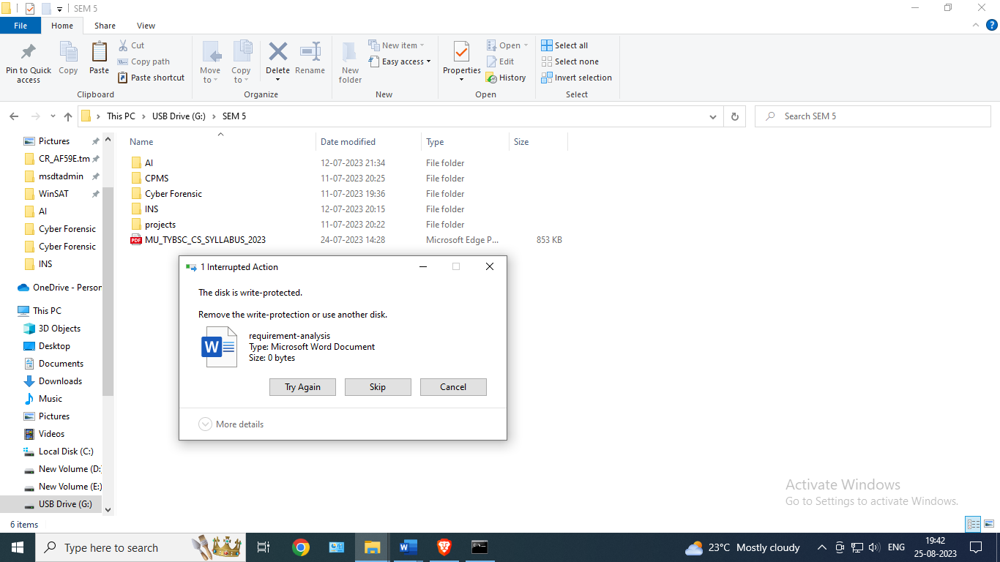 SEM 5
File Home Share View
Pin to Quick access
Copy
Paste
Cut
Copy path
Paste shortcut
Clipboard
Move to
Copy to
Delete
Rename
Organize
New folder
New item
Easy access
New
Properties
Open
Edit
History
Open
Select all
Select none
Invert selection
Select
This PC > USB Drive (G:) > SEM 5
Search SEM 5
Pictures
CR_AF59E.tm
msdtadmin
WinSAT
AI
Cyber Forensic
Cyber Forensic
INS
OneDrive - Person
This PC
3D Objects
Desktop
Documents
Downloads
Music
Pictures
Videos
Local Disk (C:)
New Volume (D:)
New Volume (E:)
USB Drive (G:)
Name Date modified Type Size
AI 12-07-2023 21:34 File folder
CPMS 11-07-2023 20:25 File folder
Cyber Forensic 11-07-2023 19:36 File folder
INS 12-07-2023 20:15 File folder
projects 11-07-2023 20:22 File folder
PDF MU_TYBSC_CS_SYLLABUS_2023 24-07-2023 14:28 Microsoft Edge P... 853 KB
1 Interrupted Action
The disk is write-protected.
Remove the write-protection or use another disk.
W
requirement-analysis
Type: Microsoft Word Document
Size: 0 bytes
Try Again Skip Cancel
More details
Activate Windows
Go to Settings to activate Windows.
6 items
Type here to search
23°C Mostly cloudy
ENG
19:42
25-08-2023